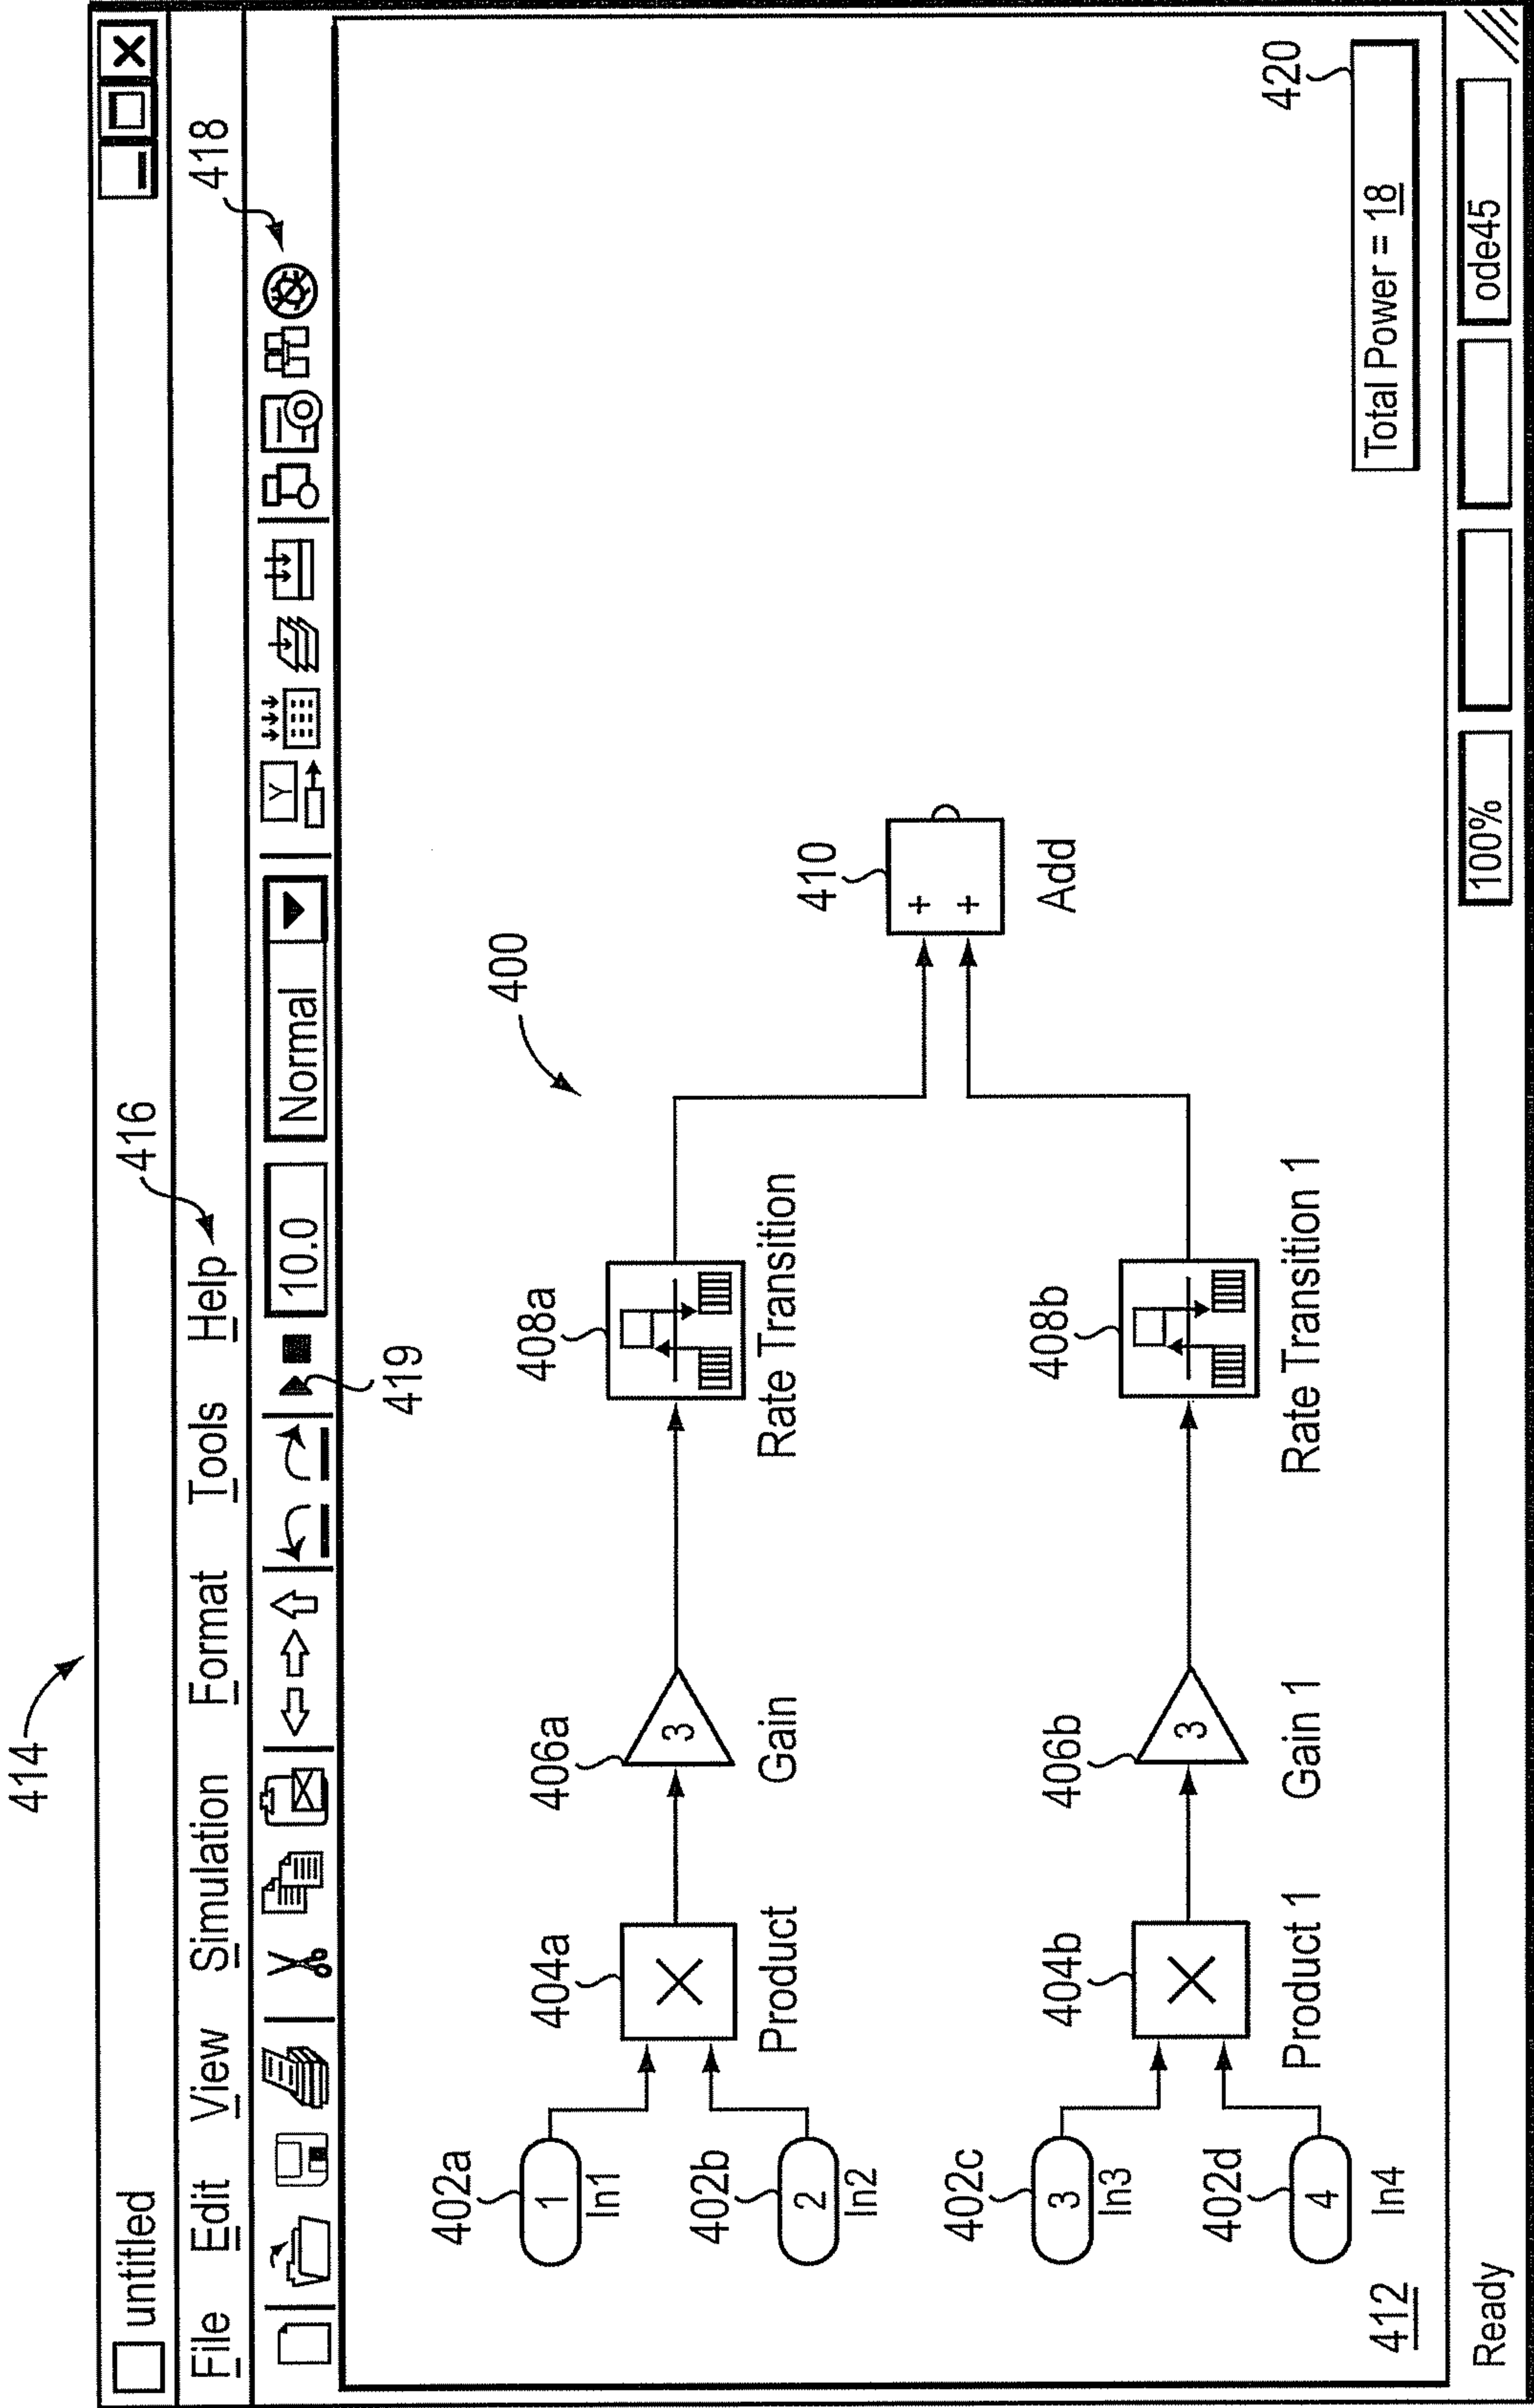 414
untitled
416
File Edit View Simulation Format Tools Help
418
10.0 Normal
Y
419
400
402a
1
In1
402b
2
In2
404a
Product
406a
3
Gain
408a
Rate Transition
410
+
+
Add
402c
3
In3
402d
4
In4
404b
Product 1
406b
3
Gain 1
408b
Rate Transition 1
412
420
Total Power = 18
Ready 100% ode45